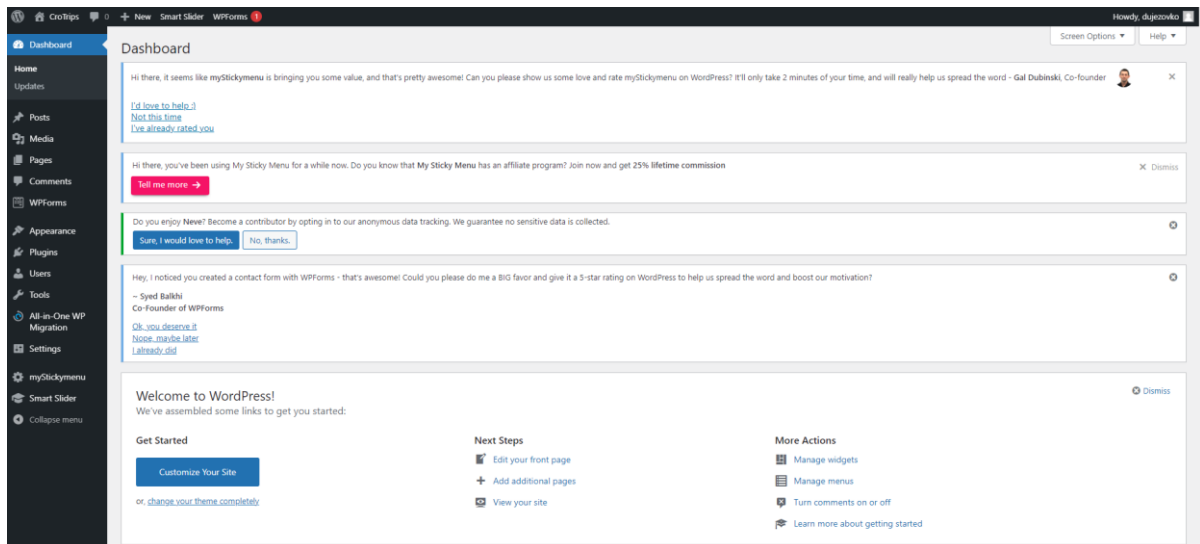 CroTrips 0 + New Smart Slider WPForms 1 Howdy, dujezovko
Screen Options ▼ Help ▼
Dashboard
Home
Updates
Posts
Media
Pages
Comments
WPForms
Appearance
Plugins
Users
Tools
All-in-One WP
Migration
Settings
myStickymenu
Smart Slider
Collapse menu
Dashboard
Hi there, it seems like myStickymenu is bringing you some value, and that's pretty awesome! Can you please show us some love and rate myStickymenu on WordPress? It'll only take 2 minutes of your time, and will really help us spread the word - Gal Dubinski, Co-founder
I'd love to help :)
Not this time
I've already rated you
Hi there, you've been using My Sticky Menu for a while now. Do you know that My Sticky Menu has an affiliate program? Join now and get 25% lifetime commission
Dismiss
Tell me more →
Do you enjoy Neve? Become a contributor by opting in to our anonymous data tracking. We guarantee no sensitive data is collected.
Sure, I would love to help. No, thanks.
Hey, I noticed you created a contact form with WPForms - that's awesome! Could you please do me a BIG favor and give it a 5-star rating on WordPress to help us spread the word and boost our motivation?
~ Syed Balkhi
Co-Founder of WPForms
Ok, you deserve it
Nope, maybe later
I already did
Welcome to WordPress!
Dismiss
We've assembled some links to get you started:
Get Started
Customize Your Site
or, change your theme completely
Next Steps
Edit your front page
Add additional pages
View your site
More Actions
Manage widgets
Manage menus
Turn comments on or off
Learn more about getting started